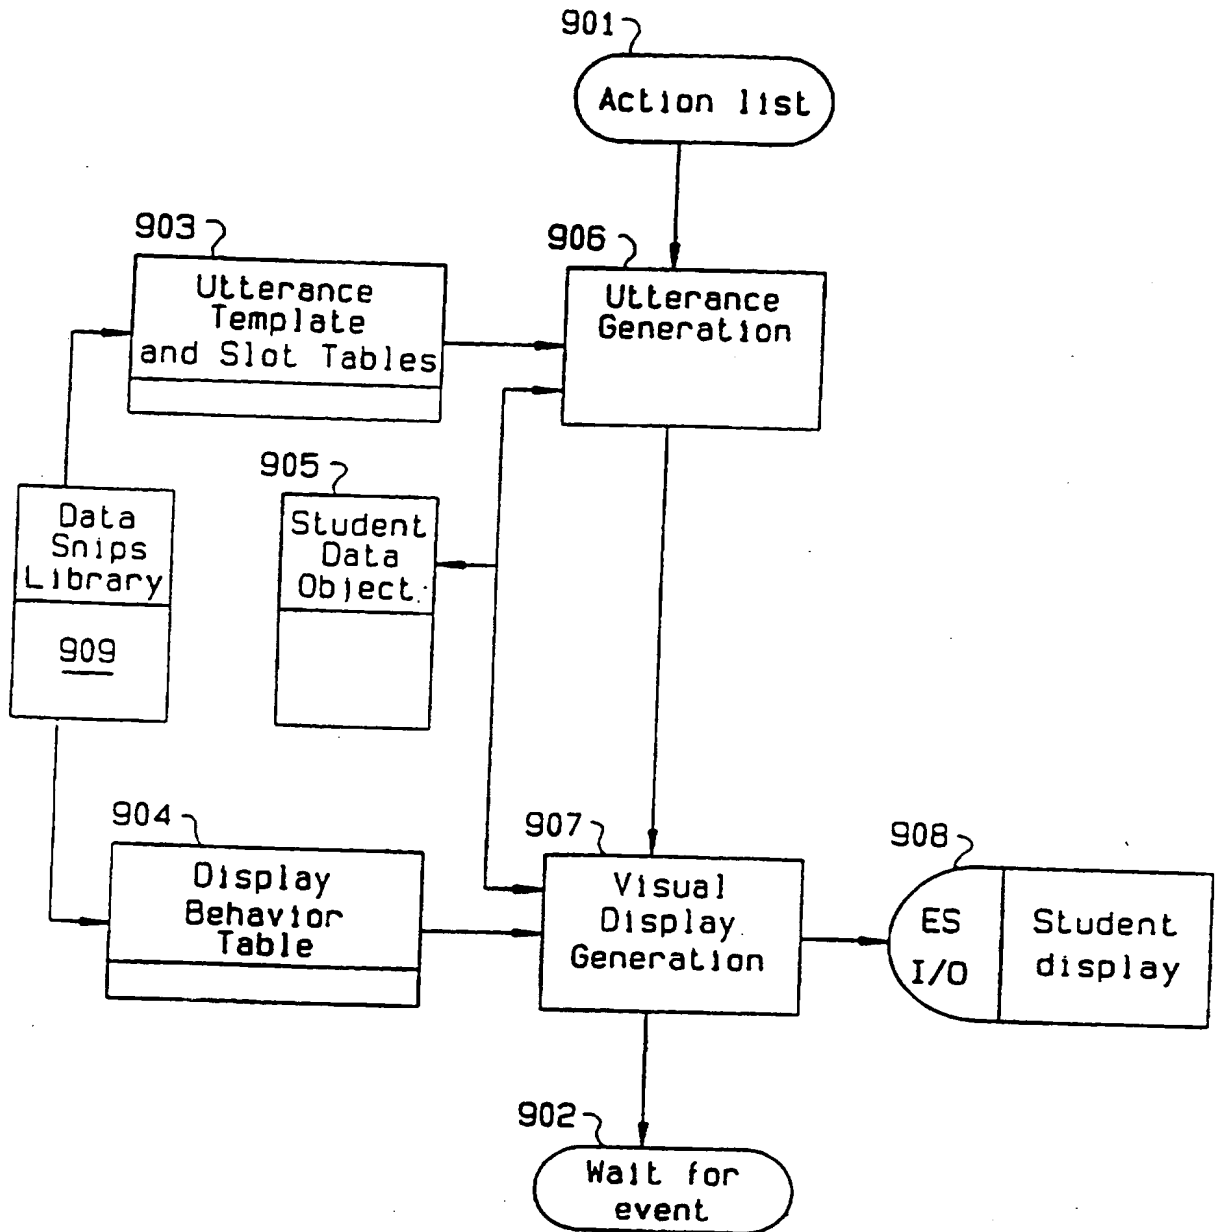 901
Action list
903
Utterance
Template
and Slot Tables
906
Utterance
Generation
905
Student
Data
Object
Data
Snips
Library
909
904
Display
Behavior
Table
907
Visual
Display
Generation
908
ES
I/O
Student
display
902
Wait for
event